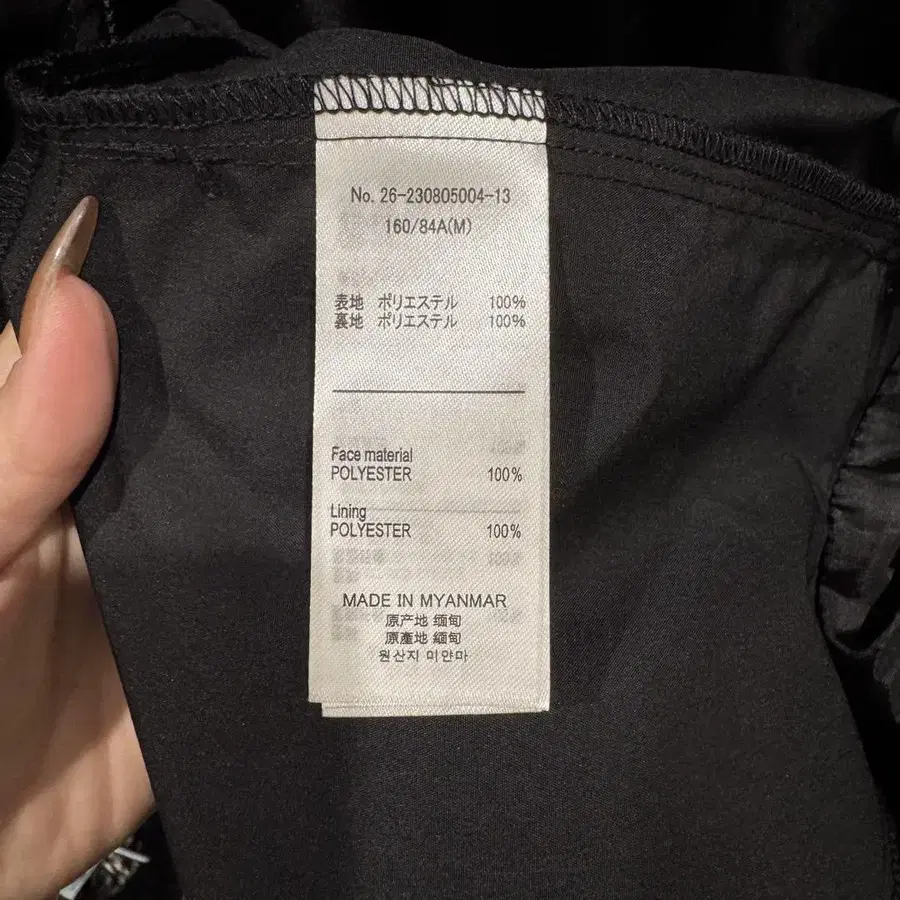 No. 26-230805004-13
160/84A(M)
表地 ポリエステル 100%
裏地 ポリエステル 100%
Face material
POLYESTER 100%
Lining
POLYESTER 100%
MADE IN MYANMAR
原产地 缅甸
原產地 緬甸
원산지 미얀마